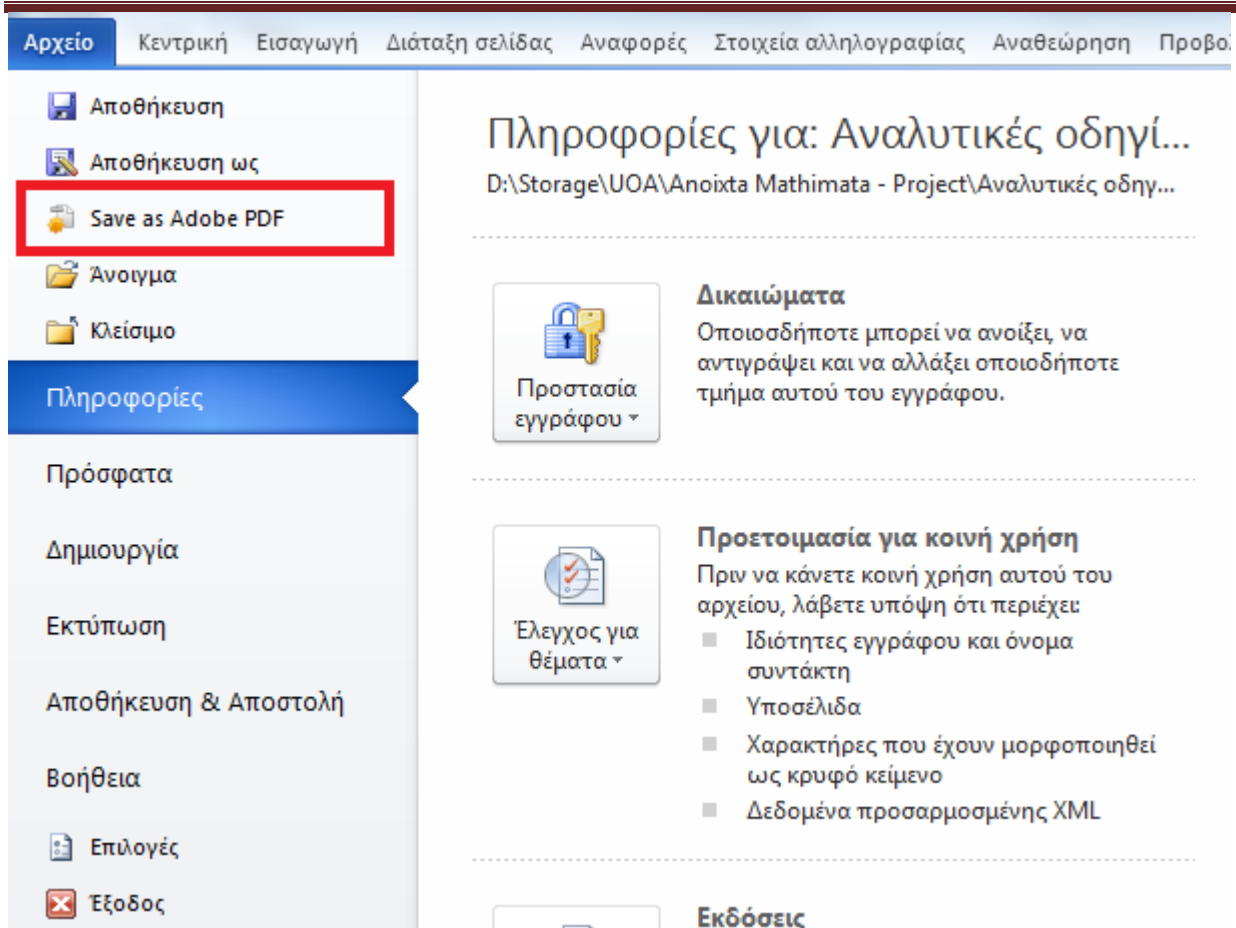 Αρχείο Κεντρική Εισαγωγή Διάταξη σελίδας Αναφορές Στοιχεία αλληλογραφίας Αναθεώρηση Προβο
Αποθήκευση
Αποθήκευση ως
Save as Adobe PDF
Άνοιγμα
Κλείσιμο
Πληροφορίες
Πρόσφατα
Δημιουργία
Εκτύπωση
Αποθήκευση & Αποστολή
Βοήθεια
Επιλογές
Έξοδος
Πληροφορίες για: Αναλυτικές οδηγί...
D:\Storage\UOA\Anoixta Mathimata - Project\Αναλυτικές οδηγ...
Προστασία
εγγράφου
Δικαιώματα
Οποιοσδήποτε μπορεί να ανοίξει, να
αντιγράψει και να αλλάξει οποιοδήποτε
τμήμα αυτού του εγγράφου.
Έλεγχος για
θέματα
Προετοιμασία για κοινή χρήση
Πριν να κάνετε κοινή χρήση αυτού του
αρχείου, λάβετε υπόψη ότι περιέχει:
Ιδιότητες εγγράφου και όνομα
συντάκτη
Υποσέλιδα
Χαρακτήρες που έχουν μορφοποιηθεί
ως κρυφό κείμενο
Δεδομένα προσαρμοσμένης XML
Εκδόσεις